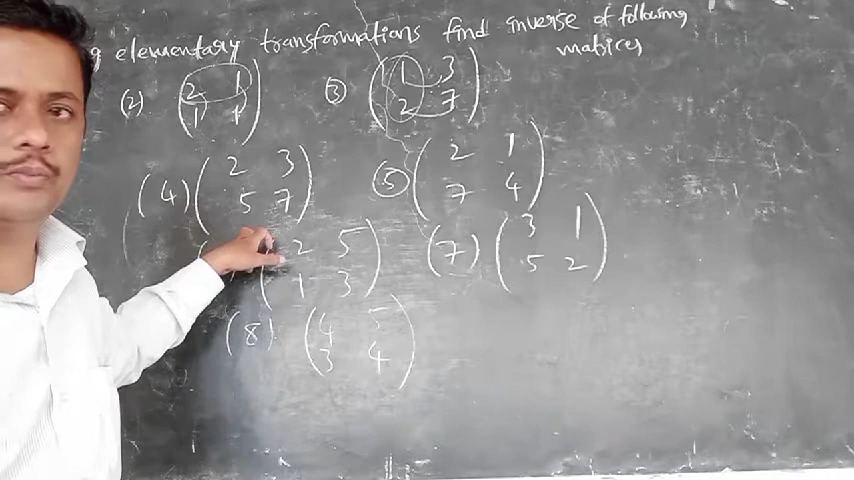 g elementary transformations find inverse of following
matrices
(2) ( 2 1 ) (3) ( 1 3 )
1 1 2 7
(4) ( 2 3 ) (5) ( 2 1 )
5 7 7 4
( 2 5 ) (7) ( 3 1 )
1 3 5 2
(8) ( 4 5 )
3 4